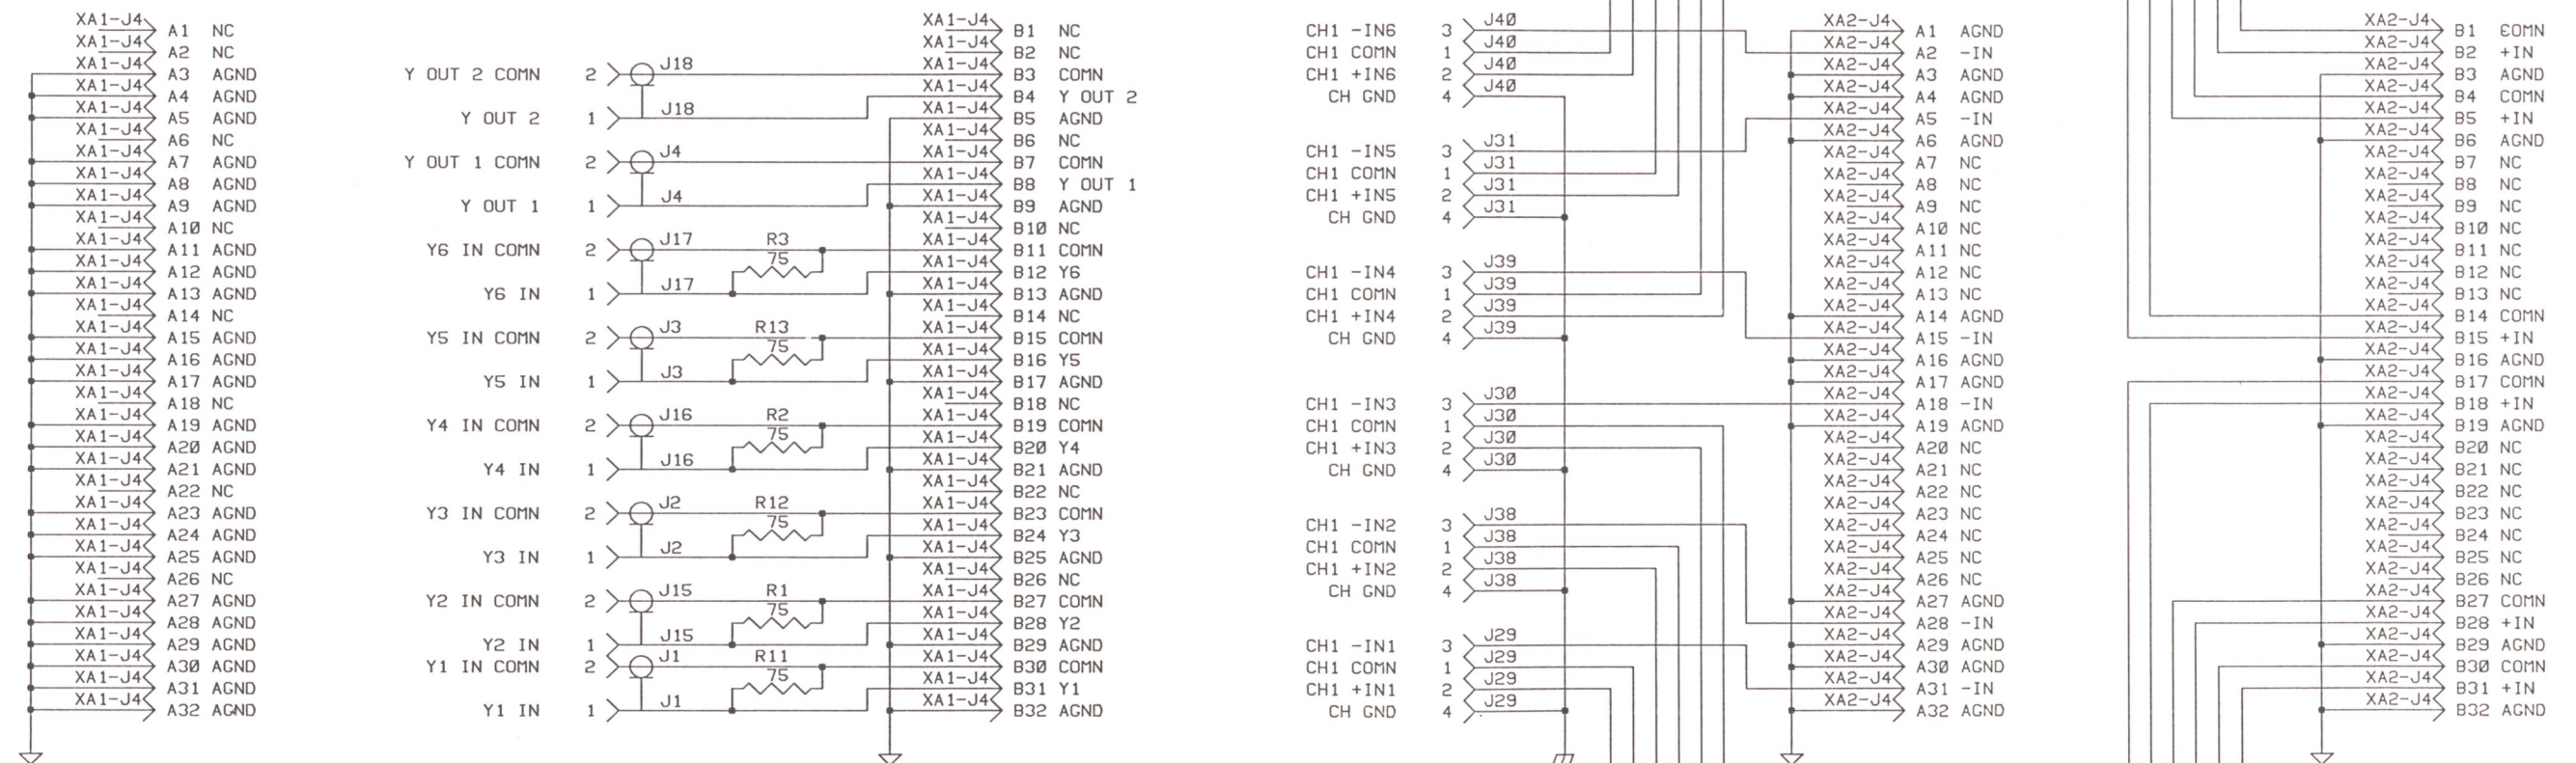 XA1-J4 A1 NC
XA1-J4 A2 NC
XA1-J4 A3 AGND
XA1-J4 A4 AGND
XA1-J4 A5 AGND
XA1-J4 A6 NC
XA1-J4 A7 AGND
XA1-J4 A8 AGND
XA1-J4 A9 AGND
XA1-J4 A10 NC
XA1-J4 A11 AGND
XA1-J4 A12 AGND
XA1-J4 A13 AGND
XA1-J4 A14 NC
XA1-J4 A15 AGND
XA1-J4 A16 AGND
XA1-J4 A17 AGND
XA1-J4 A18 NC
XA1-J4 A19 AGND
XA1-J4 A20 AGND
XA1-J4 A21 AGND
XA1-J4 A22 NC
XA1-J4 A23 AGND
XA1-J4 A24 AGND
XA1-J4 A25 AGND
XA1-J4 A26 NC
XA1-J4 A27 AGND
XA1-J4 A28 AGND
XA1-J4 A29 AGND
XA1-J4 A30 AGND
XA1-J4 A31 AGND
XA1-J4 A32 AGND
Y OUT 2 COMN 2 J18
Y OUT 2 1 J18
Y OUT 1 COMN 2 J4
Y OUT 1 1 J4
Y6 IN COMN 2 J17 R3
75
Y6 IN 1 J17
Y5 IN COMN 2 J3 R13
75
Y5 IN 1 J3
Y4 IN COMN 2 J16 R2
75
Y4 IN 1 J16
Y3 IN COMN 2 J2 R12
75
Y3 IN 1 J2
Y2 IN COMN 2 J15 R1
75
Y2 IN 1 J15
Y1 IN COMN 2 J1 R11
75
Y1 IN 1 J1
XA1-J4 B1 NC
XA1-J4 B2 NC
XA1-J4 B3 COMN
XA1-J4 B4 Y OUT 2
XA1-J4 B5 AGND
XA1-J4 B6 NC
XA1-J4 B7 COMN
XA1-J4 B8 Y OUT 1
XA1-J4 B9 AGND
XA1-J4 B10 NC
XA1-J4 B11 COMN
XA1-J4 B12 Y6
XA1-J4 B13 AGND
XA1-J4 B14 NC
XA1-J4 B15 COMN
XA1-J4 B16 Y5
XA1-J4 B17 AGND
XA1-J4 B18 NC
XA1-J4 B19 COMN
XA1-J4 B20 Y4
XA1-J4 B21 AGND
XA1-J4 B22 NC
XA1-J4 B23 COMN
XA1-J4 B24 Y3
XA1-J4 B25 AGND
XA1-J4 B26 NC
XA1-J4 B27 COMN
XA1-J4 B28 Y2
XA1-J4 B29 AGND
XA1-J4 B30 COMN
XA1-J4 B31 Y1
XA1-J4 B32 AGND
CH1 -IN6 3 J40
CH1 COMN 1 J40
CH1 +IN6 2 J40
CH GND 4 J40
CH1 -IN5 3 J31
CH1 COMN 1 J31
CH1 +IN5 2 J31
CH GND 4 J31
CH1 -IN4 3 J39
CH1 COMN 1 J39
CH1 +IN4 2 J39
CH GND 4 J39
CH1 -IN3 3 J30
CH1 COMN 1 J30
CH1 +IN3 2 J30
CH GND 4 J30
CH1 -IN2 3 J38
CH1 COMN 1 J38
CH1 +IN2 2 J38
CH GND 4 J38
CH1 -IN1 3 J29
CH1 COMN 1 J29
CH1 +IN1 2 J29
CH GND 4 J29
XA2-J4 A1 AGND
XA2-J4 A2 -IN
XA2-J4 A3 AGND
XA2-J4 A4 AGND
XA2-J4 A5 -IN
XA2-J4 A6 AGND
XA2-J4 A7 NC
XA2-J4 A8 NC
XA2-J4 A9 NC
XA2-J4 A10 NC
XA2-J4 A11 NC
XA2-J4 A12 NC
XA2-J4 A13 NC
XA2-J4 A14 AGND
XA2-J4 A15 -IN
XA2-J4 A16 AGND
XA2-J4 A17 AGND
XA2-J4 A18 -IN
XA2-J4 A19 AGND
XA2-J4 A20 NC
XA2-J4 A21 NC
XA2-J4 A22 NC
XA2-J4 A23 NC
XA2-J4 A24 NC
XA2-J4 A25 NC
XA2-J4 A26 NC
XA2-J4 A27 AGND
XA2-J4 A28 -IN
XA2-J4 A29 AGND
XA2-J4 A30 AGND
XA2-J4 A31 -IN
XA2-J4 A32 AGND
XA2-J4 B1 COMN
XA2-J4 B2 +IN
XA2-J4 B3 AGND
XA2-J4 B4 COMN
XA2-J4 B5 +IN
XA2-J4 B6 AGND
XA2-J4 B7 NC
XA2-J4 B8 NC
XA2-J4 B9 NC
XA2-J4 B10 NC
XA2-J4 B11 NC
XA2-J4 B12 NC
XA2-J4 B13 NC
XA2-J4 B14 COMN
XA2-J4 B15 +IN
XA2-J4 B16 AGND
XA2-J4 B17 COMN
XA2-J4 B18 +IN
XA2-J4 B19 AGND
XA2-J4 B20 NC
XA2-J4 B21 NC
XA2-J4 B22 NC
XA2-J4 B23 NC
XA2-J4 B24 NC
XA2-J4 B25 NC
XA2-J4 B26 NC
XA2-J4 B27 COMN
XA2-J4 B28 +IN
XA2-J4 B29 AGND
XA2-J4 B30 COMN
XA2-J4 B31 +IN
XA2-J4 B32 AGND